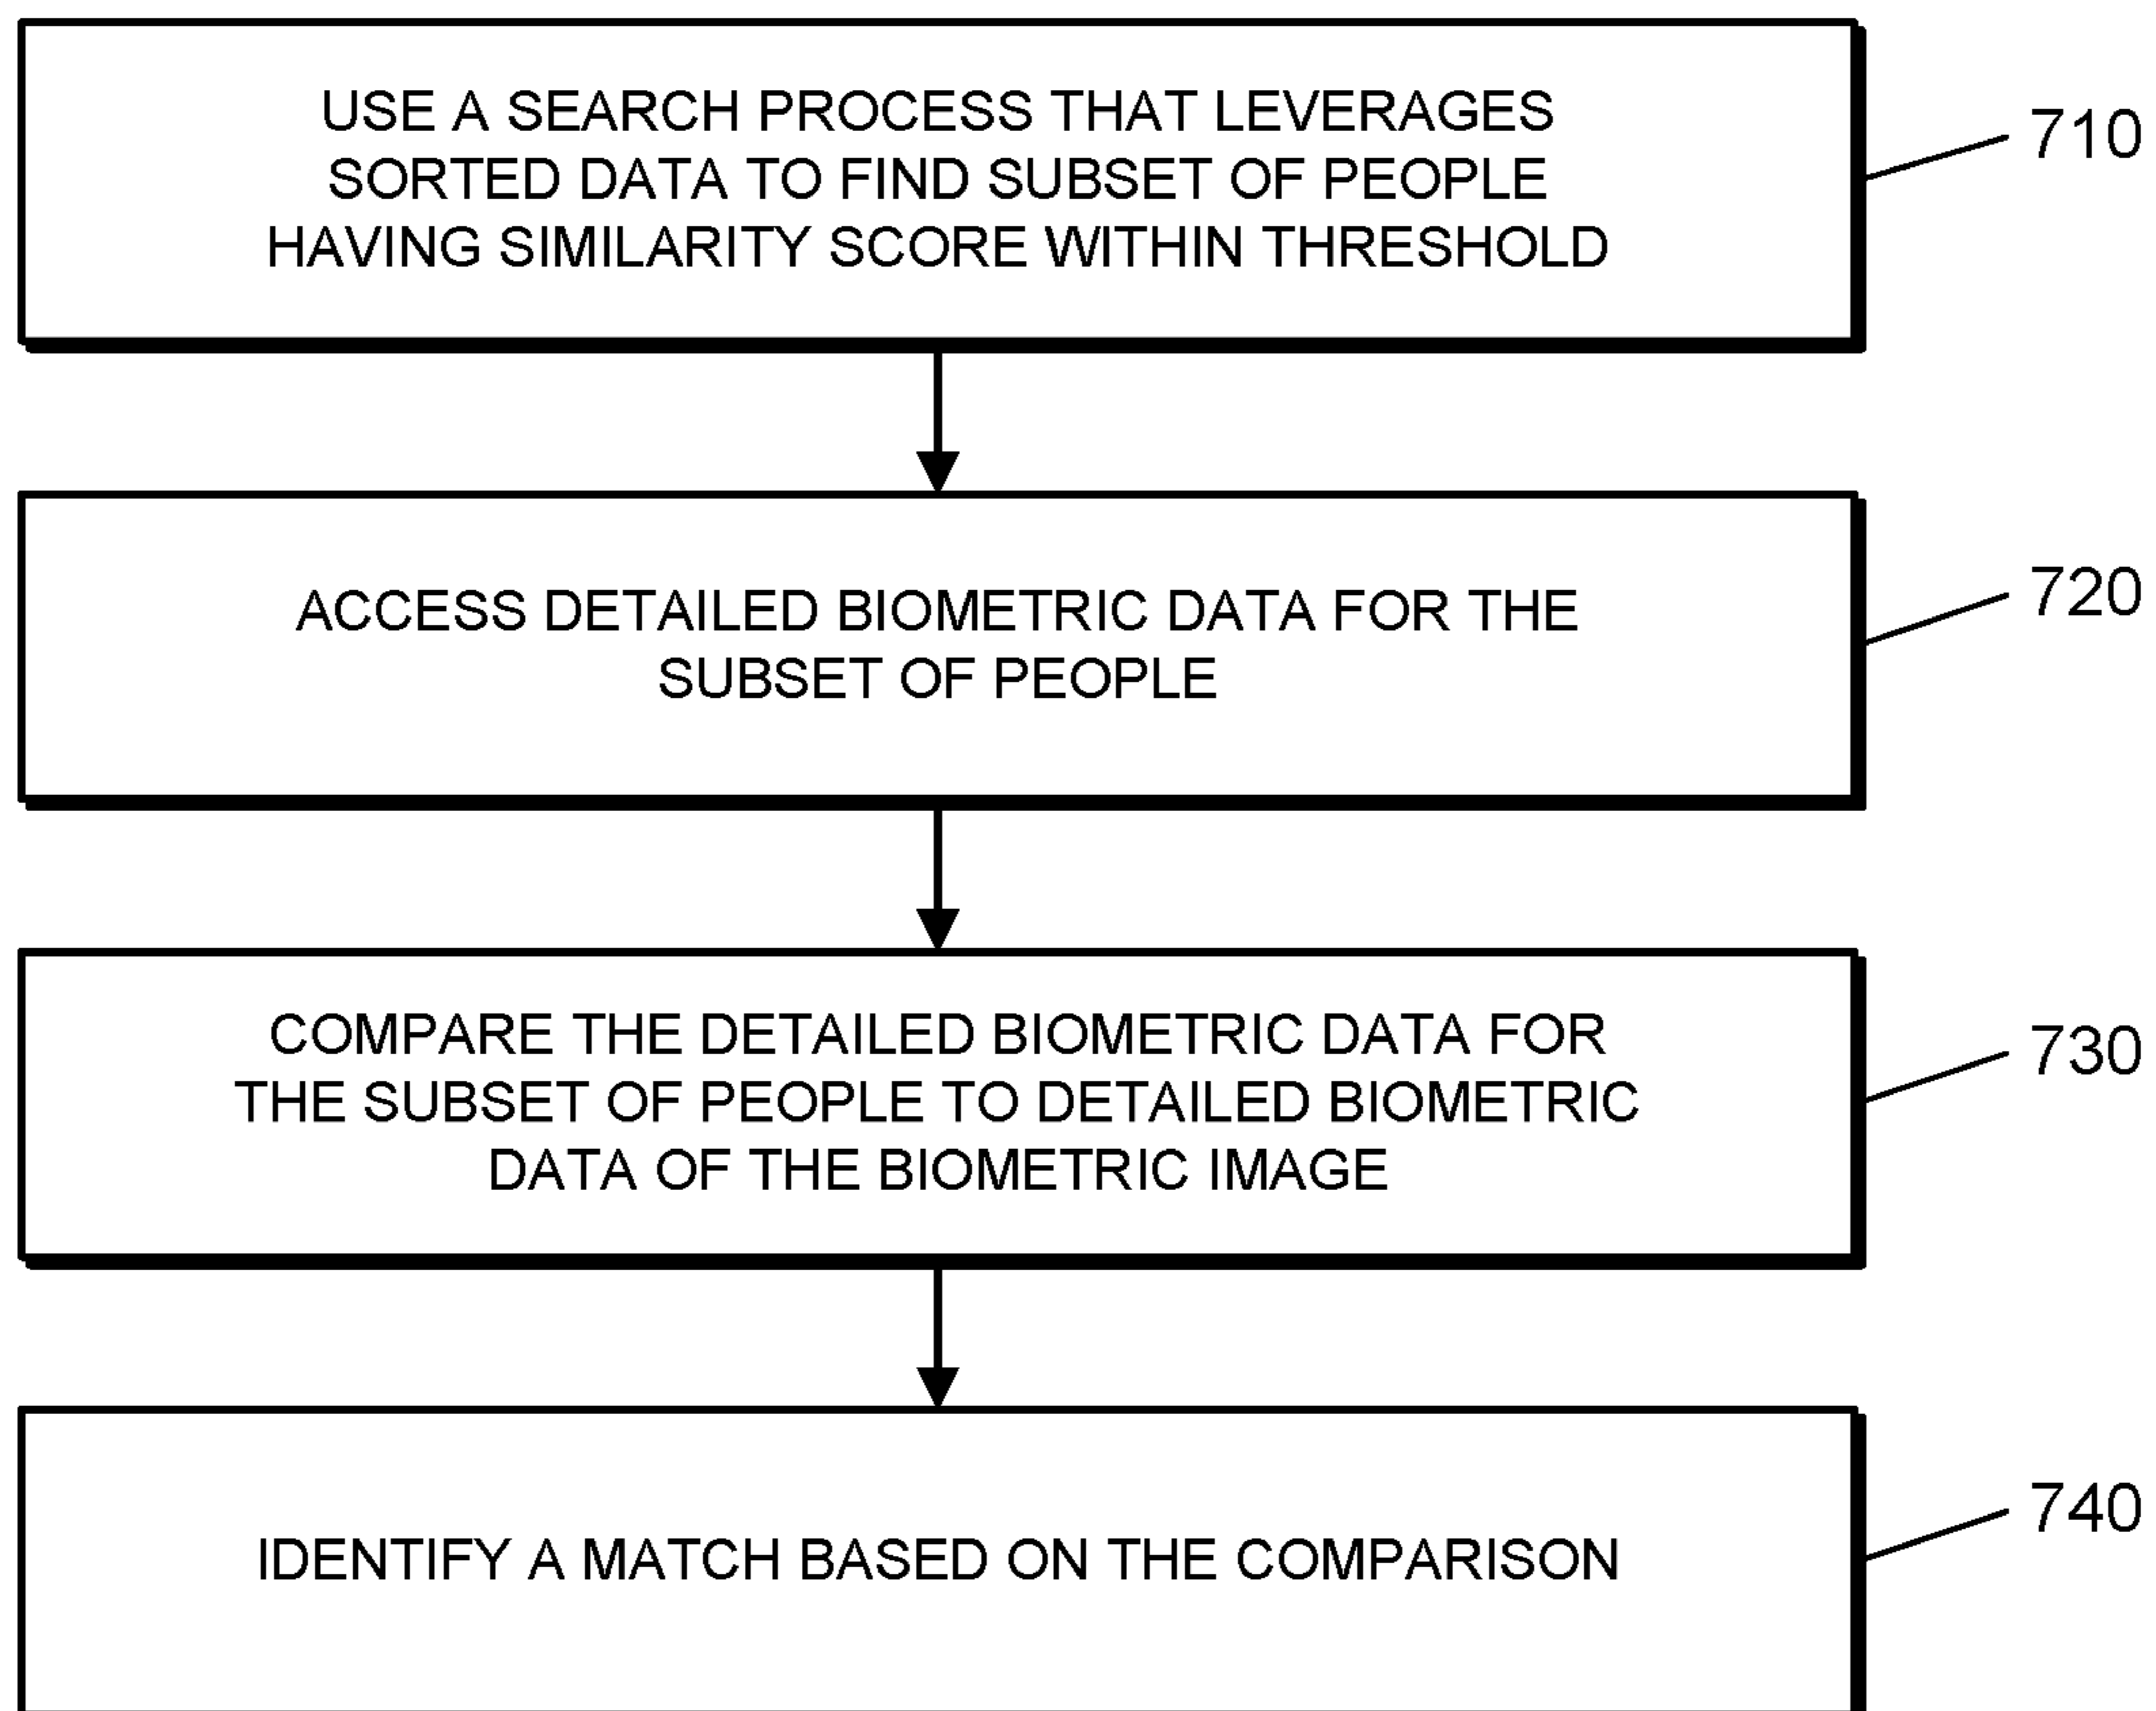 USE A SEARCH PROCESS THAT LEVERAGES
SORTED DATA TO FIND SUBSET OF PEOPLE
HAVING SIMILARITY SCORE WITHIN THRESHOLD
710
ACCESS DETAILED BIOMETRIC DATA FOR THE
SUBSET OF PEOPLE
720
COMPARE THE DETAILED BIOMETRIC DATA FOR
THE SUBSET OF PEOPLE TO DETAILED BIOMETRIC
DATA OF THE BIOMETRIC IMAGE
730
IDENTIFY A MATCH BASED ON THE COMPARISON
740